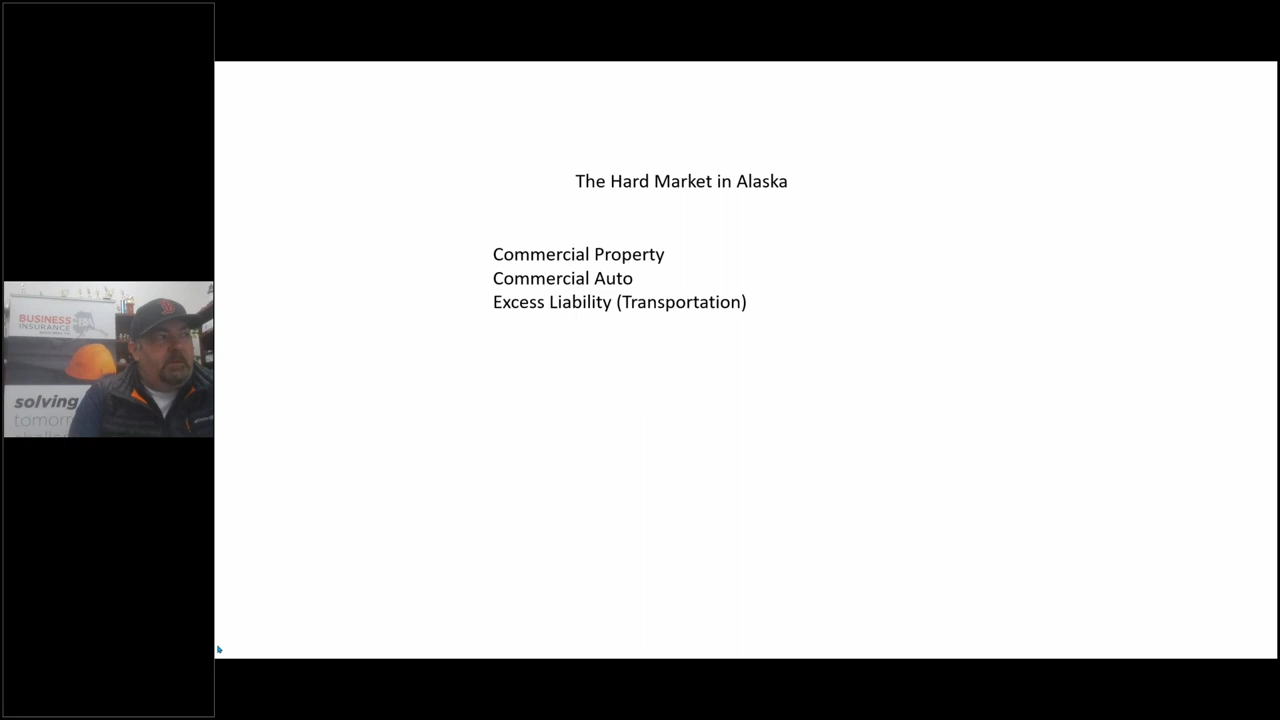 The Hard Market in Alaska
Commercial Property
Commercial Auto
Excess Liability (Transportation)
BUSINESS
INSURANCE
solving